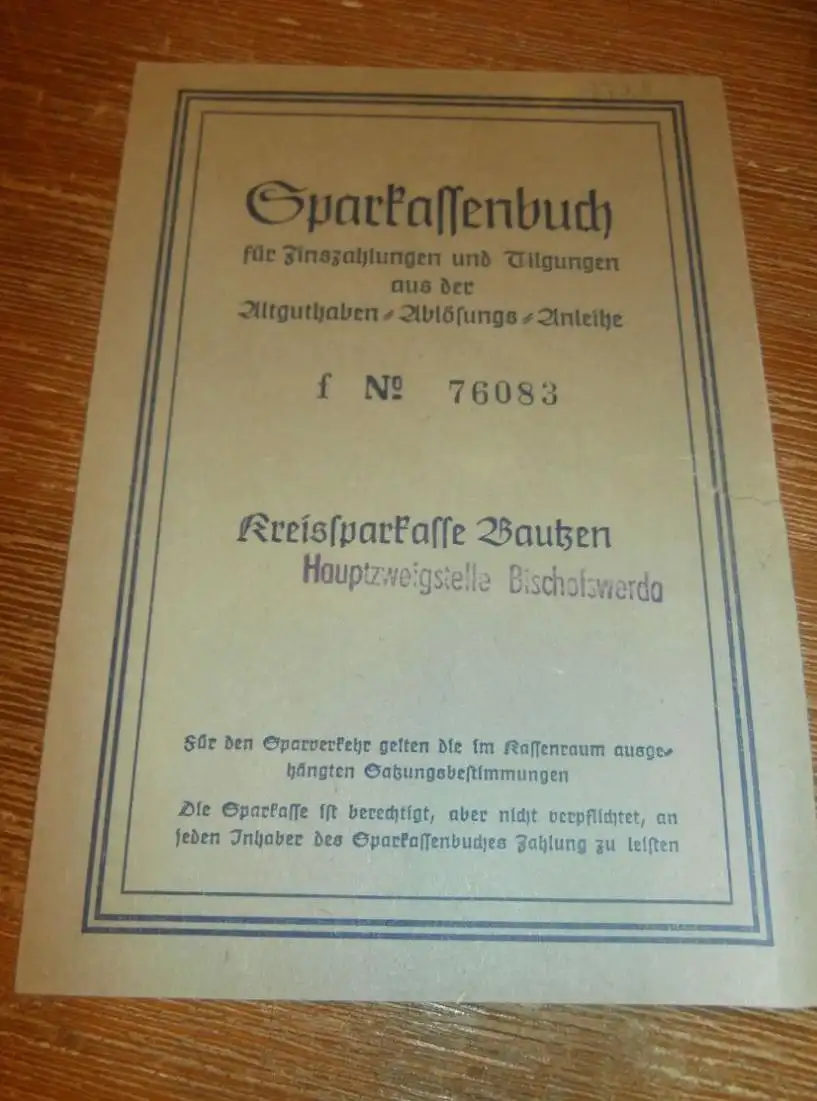 Sparkassenbuch
für Zinszahlungen und Tilgungen
aus der
Altguthaben-Ablösungs-Anleihe
f Nº 76083
Kreissparkasse Bautzen
Hauptzweigstelle Bischofswerda
Für den Sparverkehr gelten die im Kassenraum ausge-
hängten Satzungsbestimmungen
Die Sparkasse ist berechtigt, aber nicht verpflichtet, an
jeden Inhaber des Sparkassenbuches Zahlung zu leisten